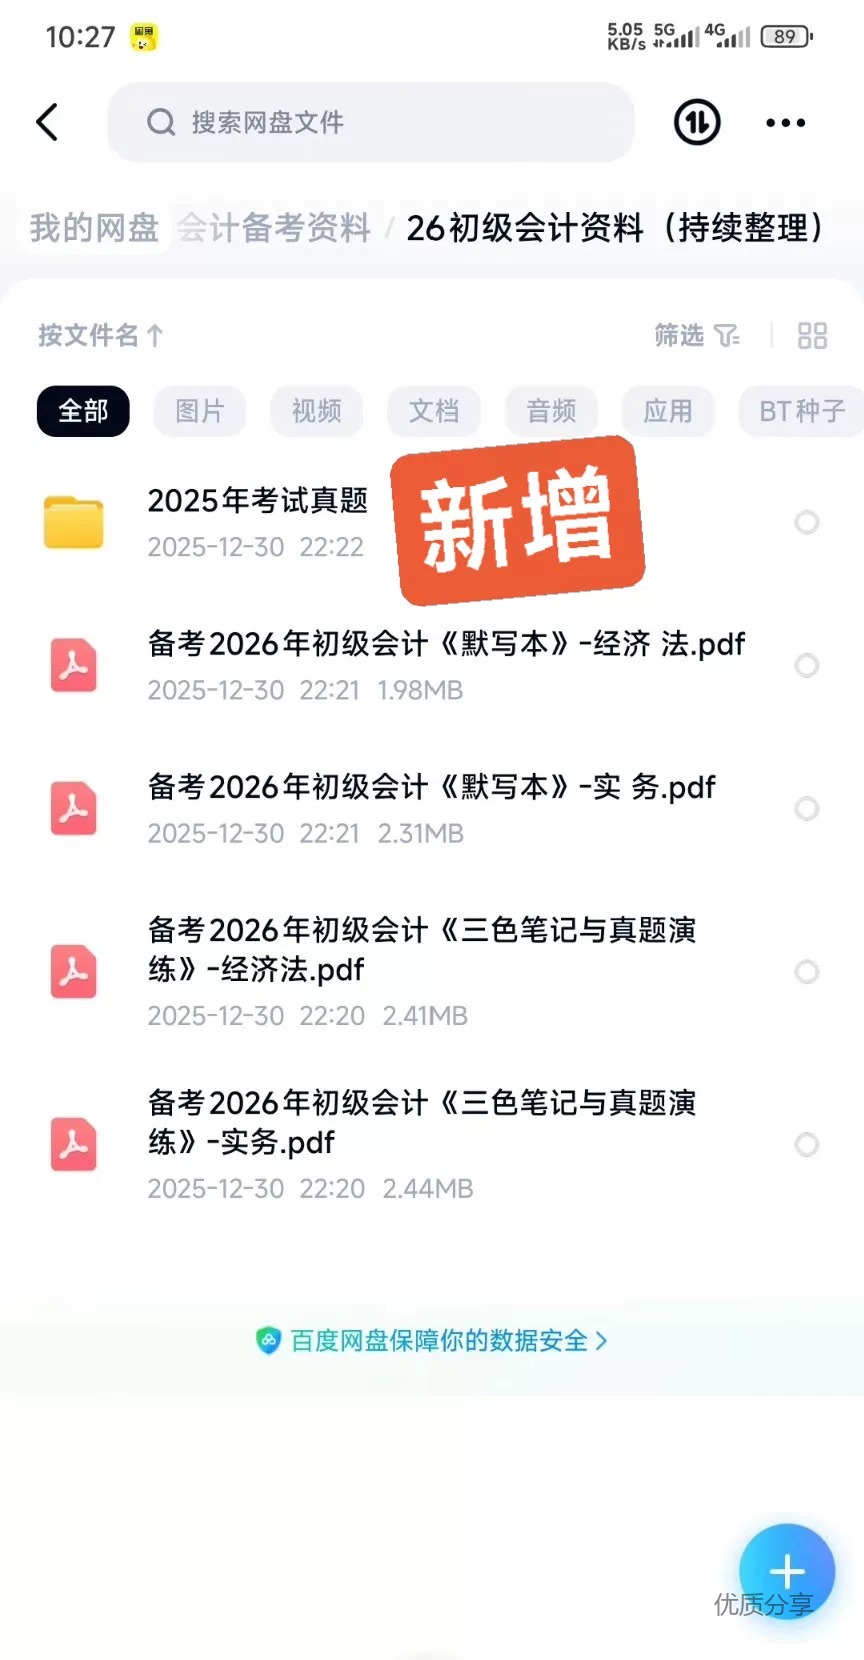 10:27 闲鱼 5.05 KB/s 5G 4G 89
搜索网盘文件
我的网盘 会计备考资料 / 26初级会计资料（持续整理）
按文件名↑ 筛选
全部 图片 视频 文档 音频 应用 BT种子
2025年考试真题
2025-12-30 22:22
新增
备考2026年初级会计《默写本》-经济 法.pdf
2025-12-30 22:21 1.98MB
备考2026年初级会计《默写本》-实 务.pdf
2025-12-30 22:21 2.31MB
备考2026年初级会计《三色笔记与真题演
练》-经济法.pdf
2025-12-30 22:20 2.41MB
备考2026年初级会计《三色笔记与真题演
练》-实务.pdf
2025-12-30 22:20 2.44MB
百度网盘保障你的数据安全
优质分享